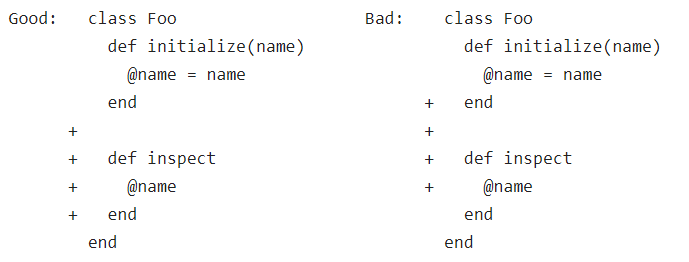 Good:   class Foo                          Bad:    class Foo
          def initialize(name)                       def initialize(name)
            @name = name                               @name = name
          end                                    +   end
      +                                          +
      +   def inspect                            +   def inspect
      +     @name                                +     @name
      +   end                                        end
        end                                        end